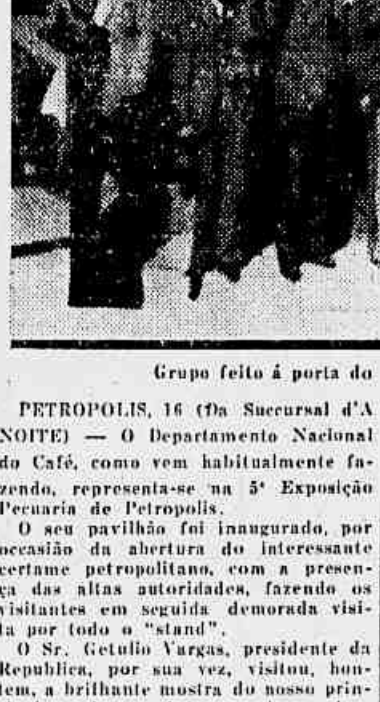 Grupo feito á porta do
PETROPOLIS, 16 (Da Succursal d'A
NOITE) — O Departamento Nacional
do Café, como vem habitualmente fa-
zendo, representa-se na 5ª Exposição
Pecuaria de Petropolis.
O seu pavilhão foi inaugurado, por
occasião da abertura do interessante
certame petropolitano, com a presen-
ça das altas autoridades, fazendo os
visitantes em seguida demorada visi-
ta por todo o "stand".
O Sr. Getulio Vargas, presidente da
Republica, por sua vez, visitou, hon-
tem, a brilhante mostra do nosso prin-